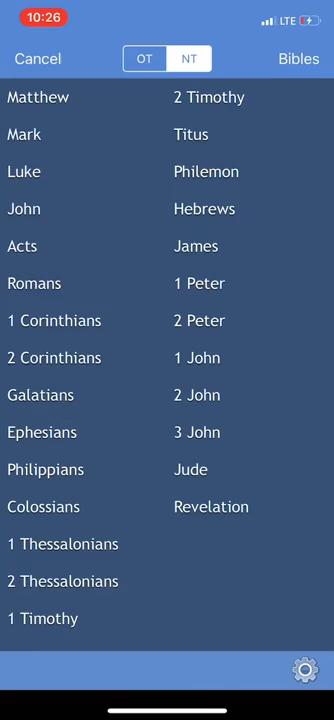 10:26
LTE
Cancel
OT
NT
Bibles
Matthew
Mark
Luke
John
Acts
Romans
1 Corinthians
2 Corinthians
Galatians
Ephesians
Philippians
Colossians
1 Thessalonians
2 Thessalonians
1 Timothy
2 Timothy
Titus
Philemon
Hebrews
James
1 Peter
2 Peter
1 John
2 John
3 John
Jude
Revelation